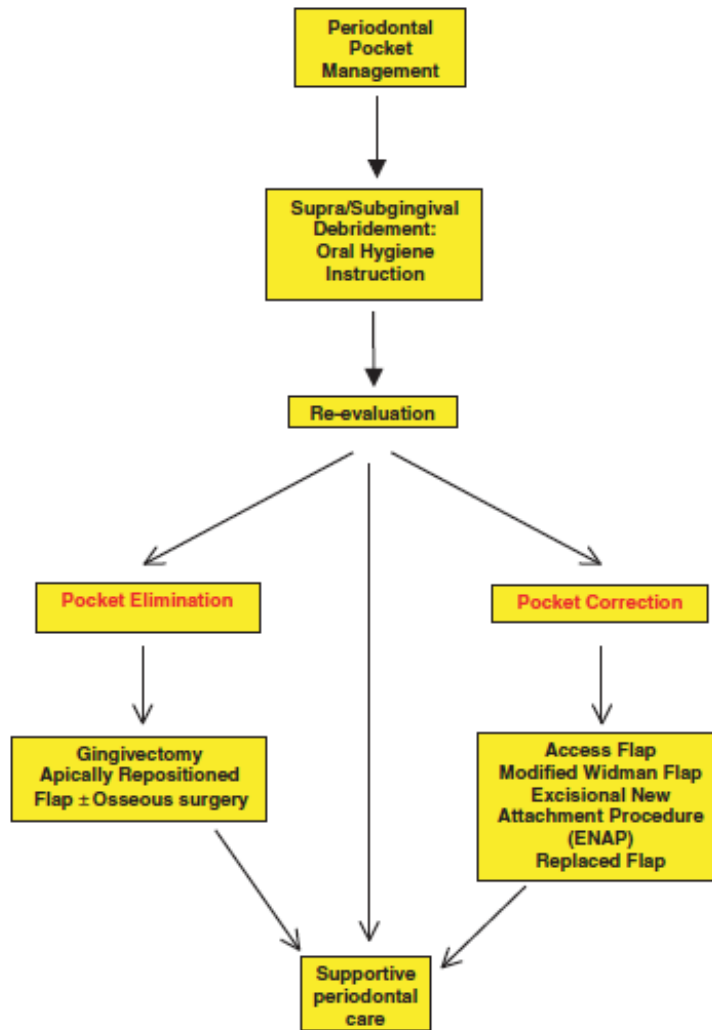 Periodontal
Pocket
Management
Supra/Subgingival
Debridement:
Oral Hygiene
Instruction
Re-evaluation
Pocket Elimination
Pocket Correction
Gingivectomy
Apically Repositioned
Flap ± Osseous surgery
Access Flap
Modified Widman Flap
Excisional New
Attachment Procedure
(ENAP)
Replaced Flap
Supportive
periodontal
care